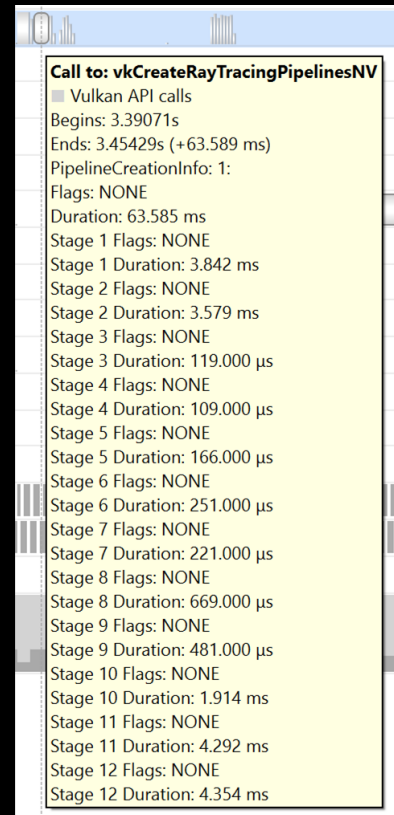 Call to: vkCreateRayTracingPipelinesNV
Vulkan API calls
Begins: 3.39071s
Ends: 3.45429s (+63.589 ms)
PipelineCreationInfo: 1:
Flags: NONE
Duration: 63.585 ms
Stage 1 Flags: NONE
Stage 1 Duration: 3.842 ms
Stage 2 Flags: NONE
Stage 2 Duration: 3.579 ms
Stage 3 Flags: NONE
Stage 3 Duration: 119.000 µs
Stage 4 Flags: NONE
Stage 4 Duration: 109.000 µs
Stage 5 Flags: NONE
Stage 5 Duration: 166.000 µs
Stage 6 Flags: NONE
Stage 6 Duration: 251.000 µs
Stage 7 Flags: NONE
Stage 7 Duration: 221.000 µs
Stage 8 Flags: NONE
Stage 8 Duration: 669.000 µs
Stage 9 Flags: NONE
Stage 9 Duration: 481.000 µs
Stage 10 Flags: NONE
Stage 10 Duration: 1.914 ms
Stage 11 Flags: NONE
Stage 11 Duration: 4.292 ms
Stage 12 Flags: NONE
Stage 12 Duration: 4.354 ms